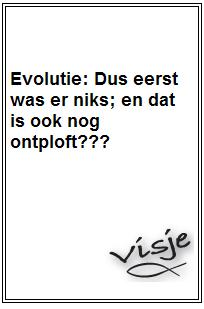 Evolutie: Dus eerst
was er niks; en dat
is ook nog
ontploft???
visje